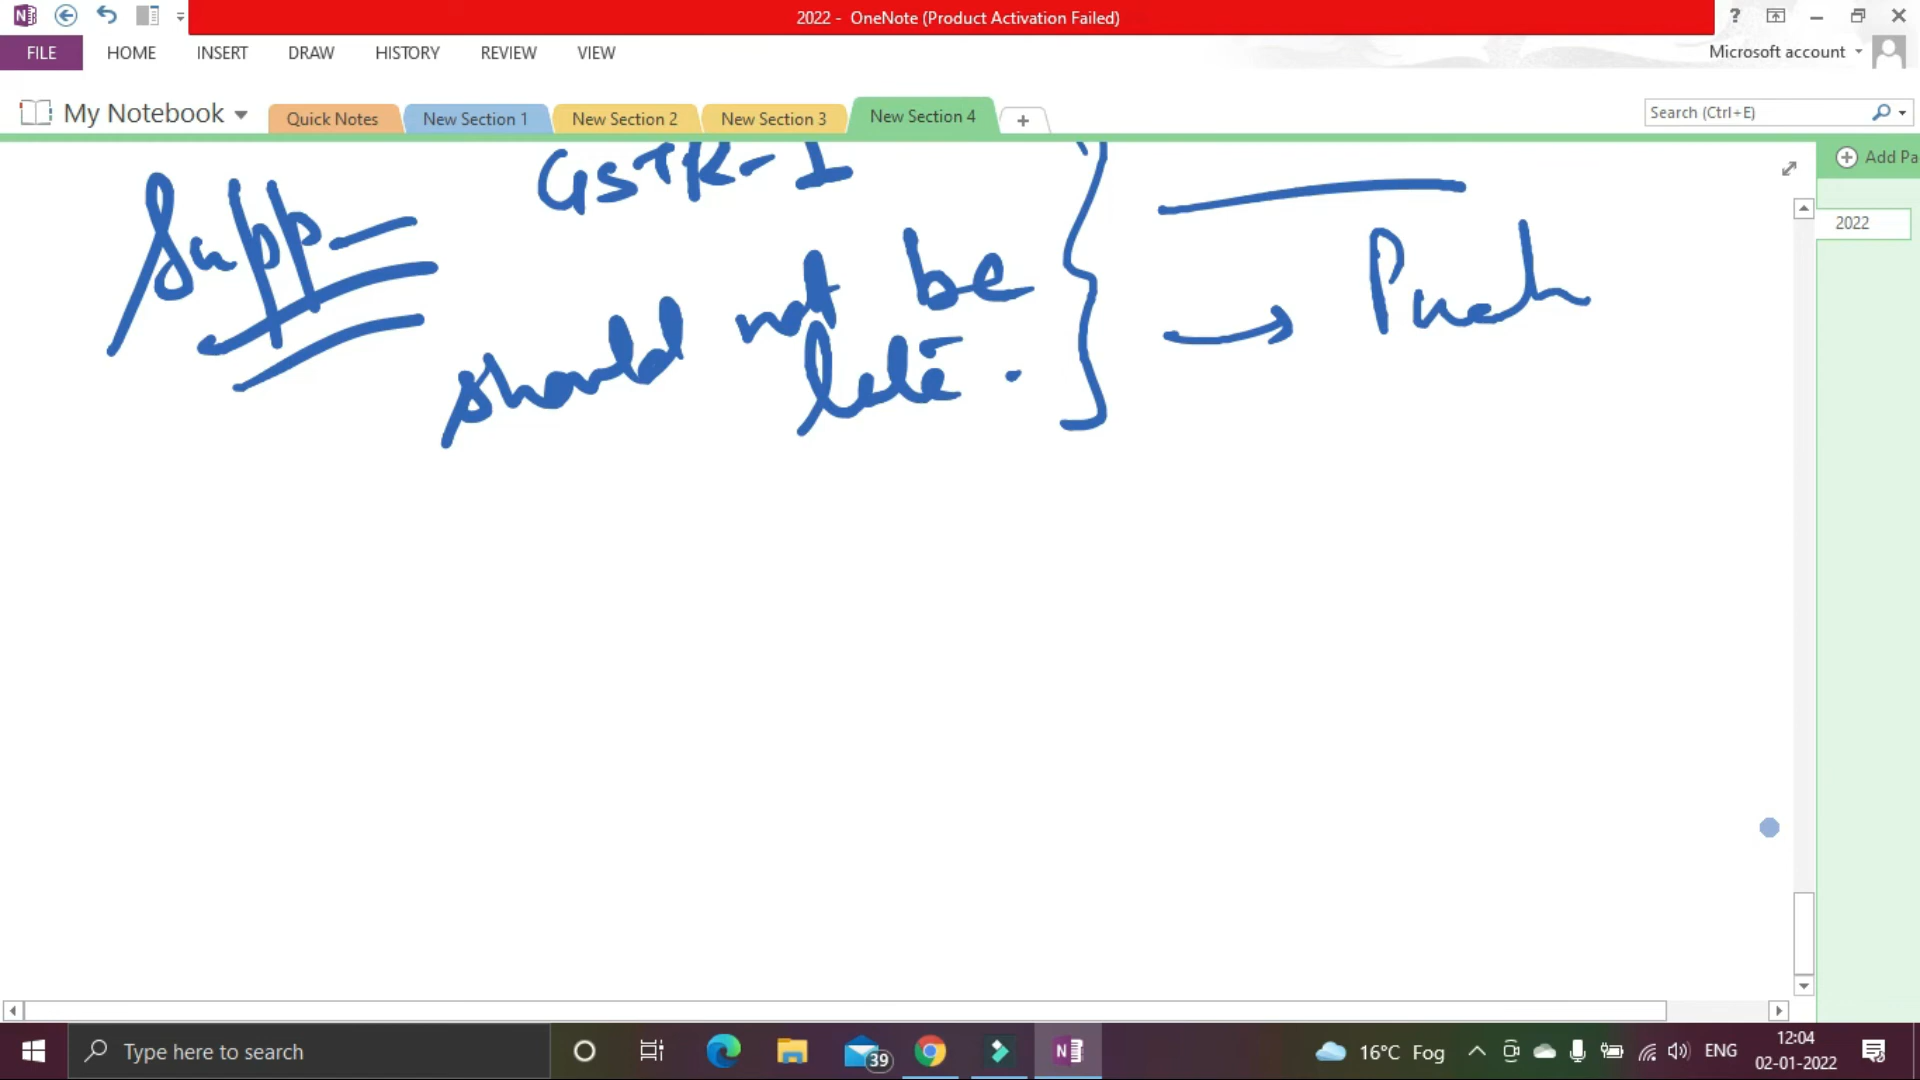 2022 - OneNote (Product Activation Failed)
?
FILE HOME INSERT DRAW HISTORY REVIEW VIEW
Microsoft account
My Notebook
Quick Notes
New Section 1
New Section 2
New Section 3
New Section 4
+
Search (Ctrl+E)
Add Pa
2022
GSTR-1
Supp
should not be
late.
Type here to search
39
16°C Fog
ENG
12:04
02-01-2022